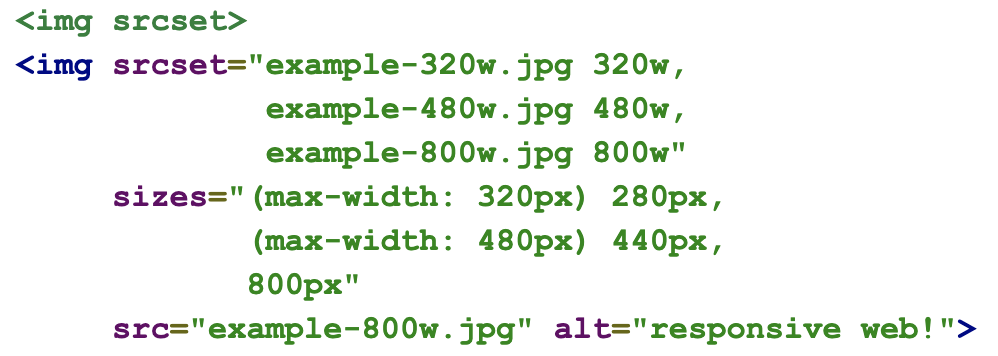 <img srcset>
<img srcset="example-320w.jpg 320w,
example-480w.jpg 480w,
example-800w.jpg 800w"
sizes="(max-width: 320px) 280px,
(max-width: 480px) 440px,
800px"
src="example-800w.jpg" alt="responsive web!">